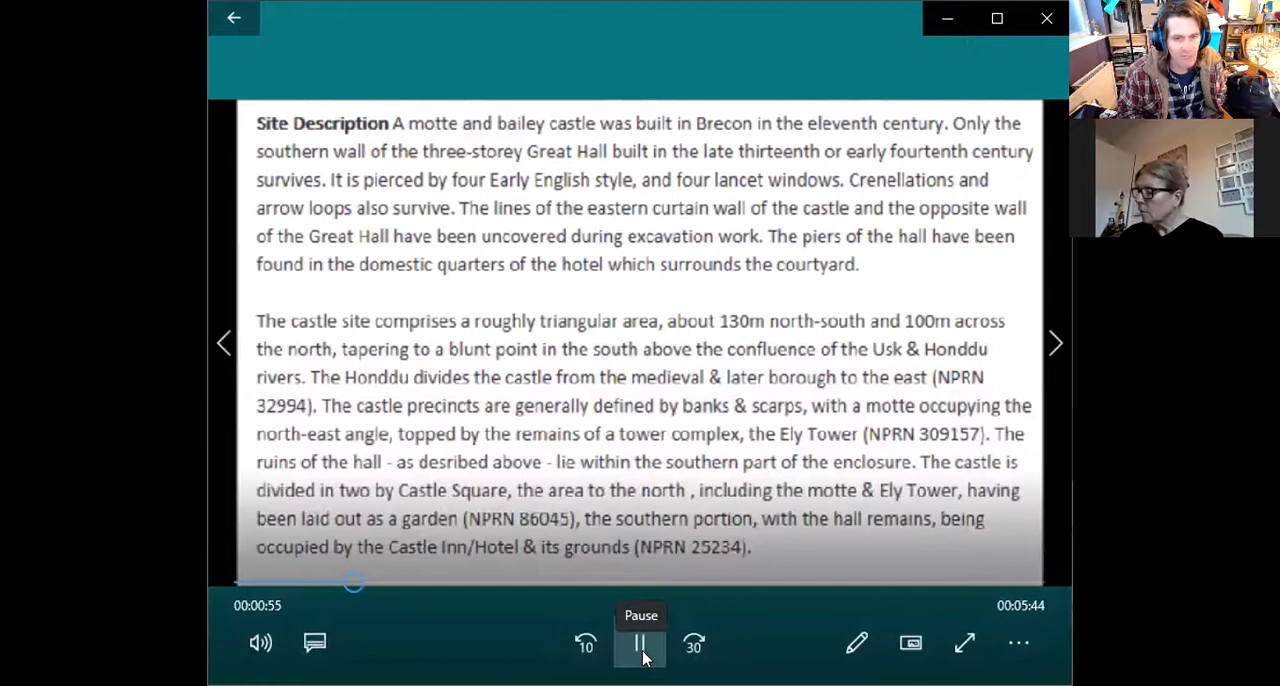 Site Description A motte and bailey castle was built in Brecon in the eleventh century. Only the
southern wall of the three-storey Great Hall built in the late thirteenth or early fourtenth century
survives. It is pierced by four Early English style, and four lancet windows. Crenellations and
arrow loops also survive. The lines of the eastern curtain wall of the castle and the opposite wall
of the Great Hall have been uncovered during excavation work. The piers of the hall have been
found in the domestic quarters of the hotel which surrounds the courtyard.
The castle site comprises a roughly triangular area, about 130m north-south and 100m across
the north, tapering to a blunt point in the south above the confluence of the Usk & Honddu
rivers. The Honddu divides the castle from the medieval & later borough to the east (NPRN
32994). The castle precincts are generally defined by banks & scarps, with a motte occupying the
north-east angle, topped by the remains of a tower complex, the Ely Tower (NPRN 309157). The
ruins of the hall - as desribed above - lie within the southern part of the enclosure. The castle is
divided in two by Castle Square, the area to the north , including the motte & Ely Tower, having
been laid out as a garden (NPRN 86045), the southern portion, with the hall remains, being
occupied by the Castle Inn/Hotel & its grounds (NPRN 25234).
00:00:55
Pause
00:05:44
10
30